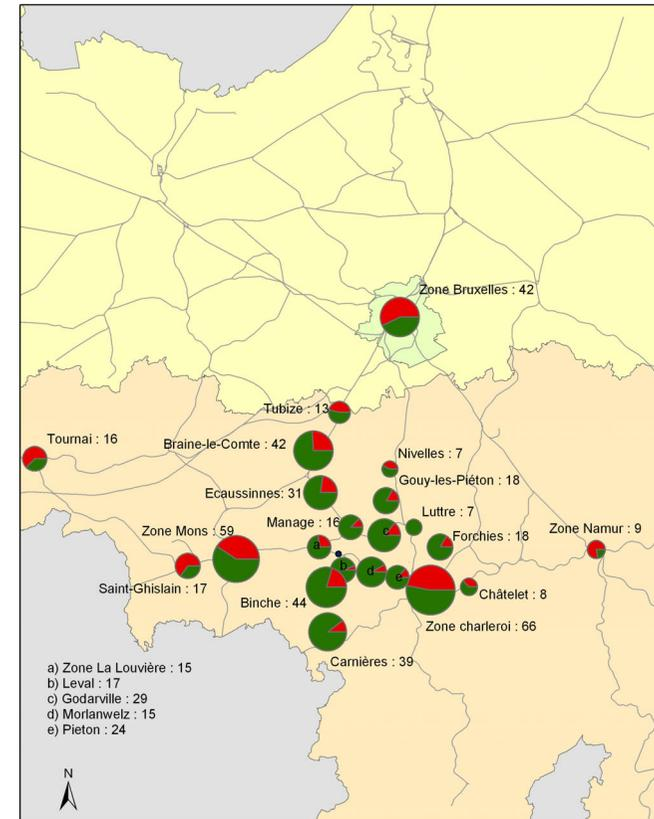 Zone Bruxelles : 42
Tubize : 13
Braine-le-Comte : 42
Tournai : 16
Nivelles : 7
Gouy-les-Piéton : 18
Ecaussinnes: 31
Luttre : 7
Manage : 16
Zone Mons : 59
Zone Namur : 9
Forchies : 18
a
c
b
d
e
Saint-Ghislain : 17
Châtelet : 8
Binche : 44
Zone charleroi : 66
Carnières : 39
a) Zone La Louvière : 15
b) Leval : 17
c) Godarville : 29
d) Morlanwelz : 15
e) Pieton : 24
N